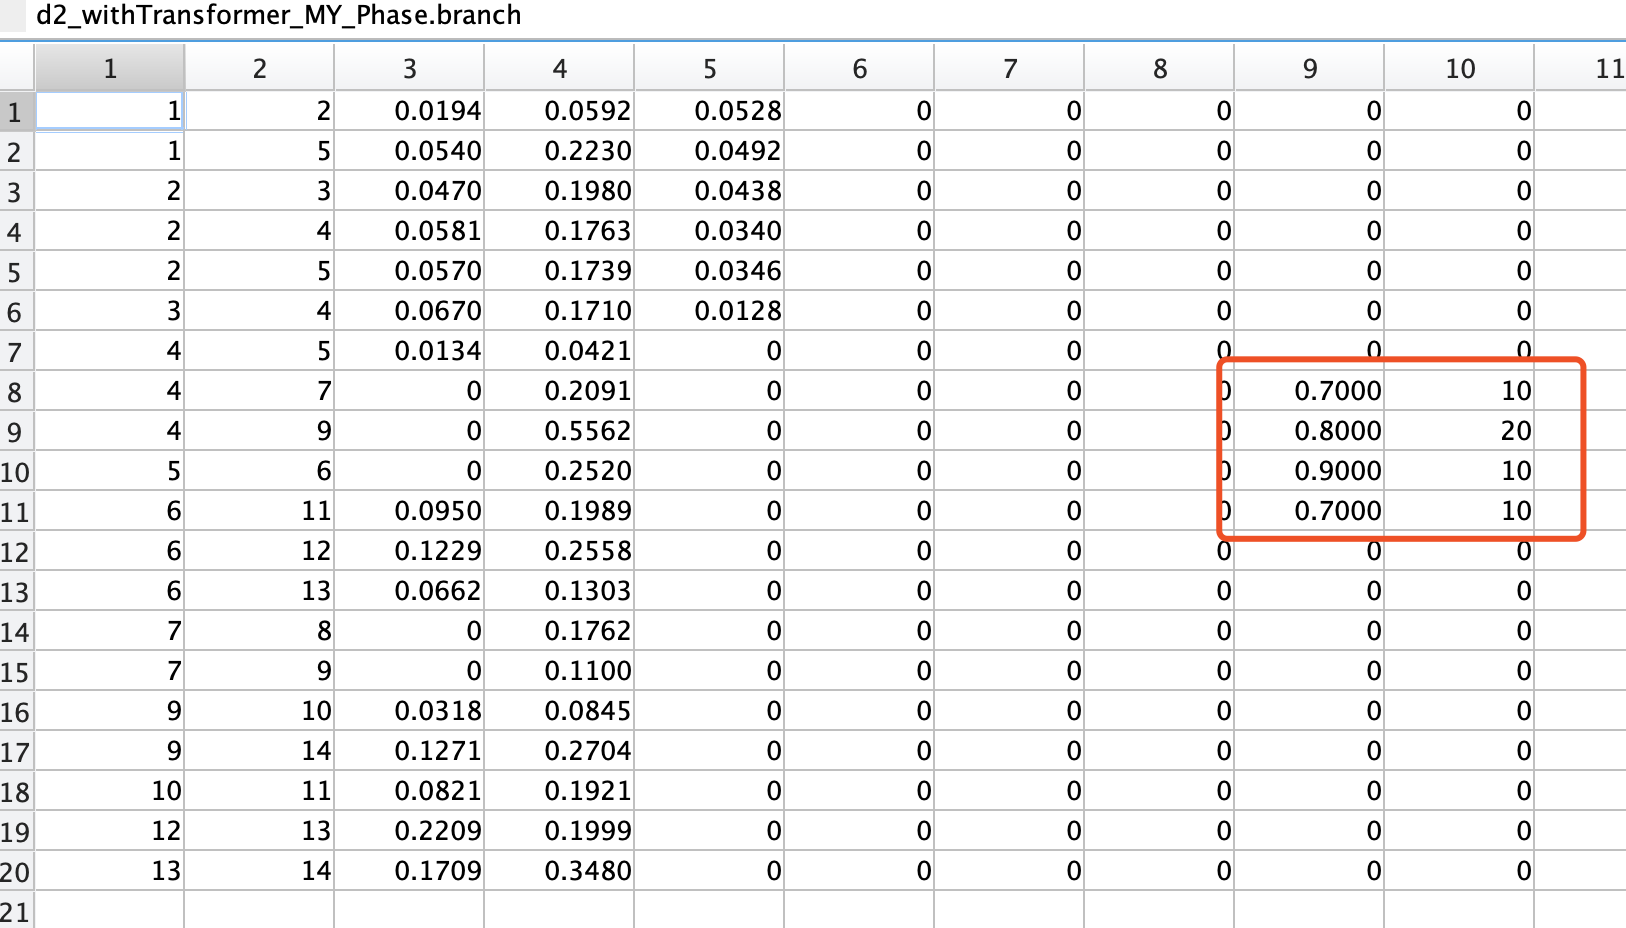 d2_withTransformer_MY_Phase.branch
1 2 3 4 5 6 7 8 9 10 11
1 1 2 0.0194 0.0592 0.0528 0 0 0 0 0
2 1 5 0.0540 0.2230 0.0492 0 0 0 0 0
3 2 3 0.0470 0.1980 0.0438 0 0 0 0 0
4 2 4 0.0581 0.1763 0.0340 0 0 0 0 0
5 2 5 0.0570 0.1739 0.0346 0 0 0 0 0
6 3 4 0.0670 0.1710 0.0128 0 0 0 0 0
7 4 5 0.0134 0.0421 0 0 0 0 0 0
8 4 7 0 0.2091 0 0 0 0 0.7000 10
9 4 9 0 0.5562 0 0 0 0 0.8000 20
10 5 6 0 0.2520 0 0 0 0 0.9000 10
11 6 11 0.0950 0.1989 0 0 0 0 0.7000 10
12 6 12 0.1229 0.2558 0 0 0 0 0 0
13 6 13 0.0662 0.1303 0 0 0 0 0 0
14 7 8 0 0.1762 0 0 0 0 0 0
15 7 9 0 0.1100 0 0 0 0 0 0
16 9 10 0.0318 0.0845 0 0 0 0 0 0
17 9 14 0.1271 0.2704 0 0 0 0 0 0
18 10 11 0.0821 0.1921 0 0 0 0 0 0
19 12 13 0.2209 0.1999 0 0 0 0 0 0
20 13 14 0.1709 0.3480 0 0 0 0 0 0
21